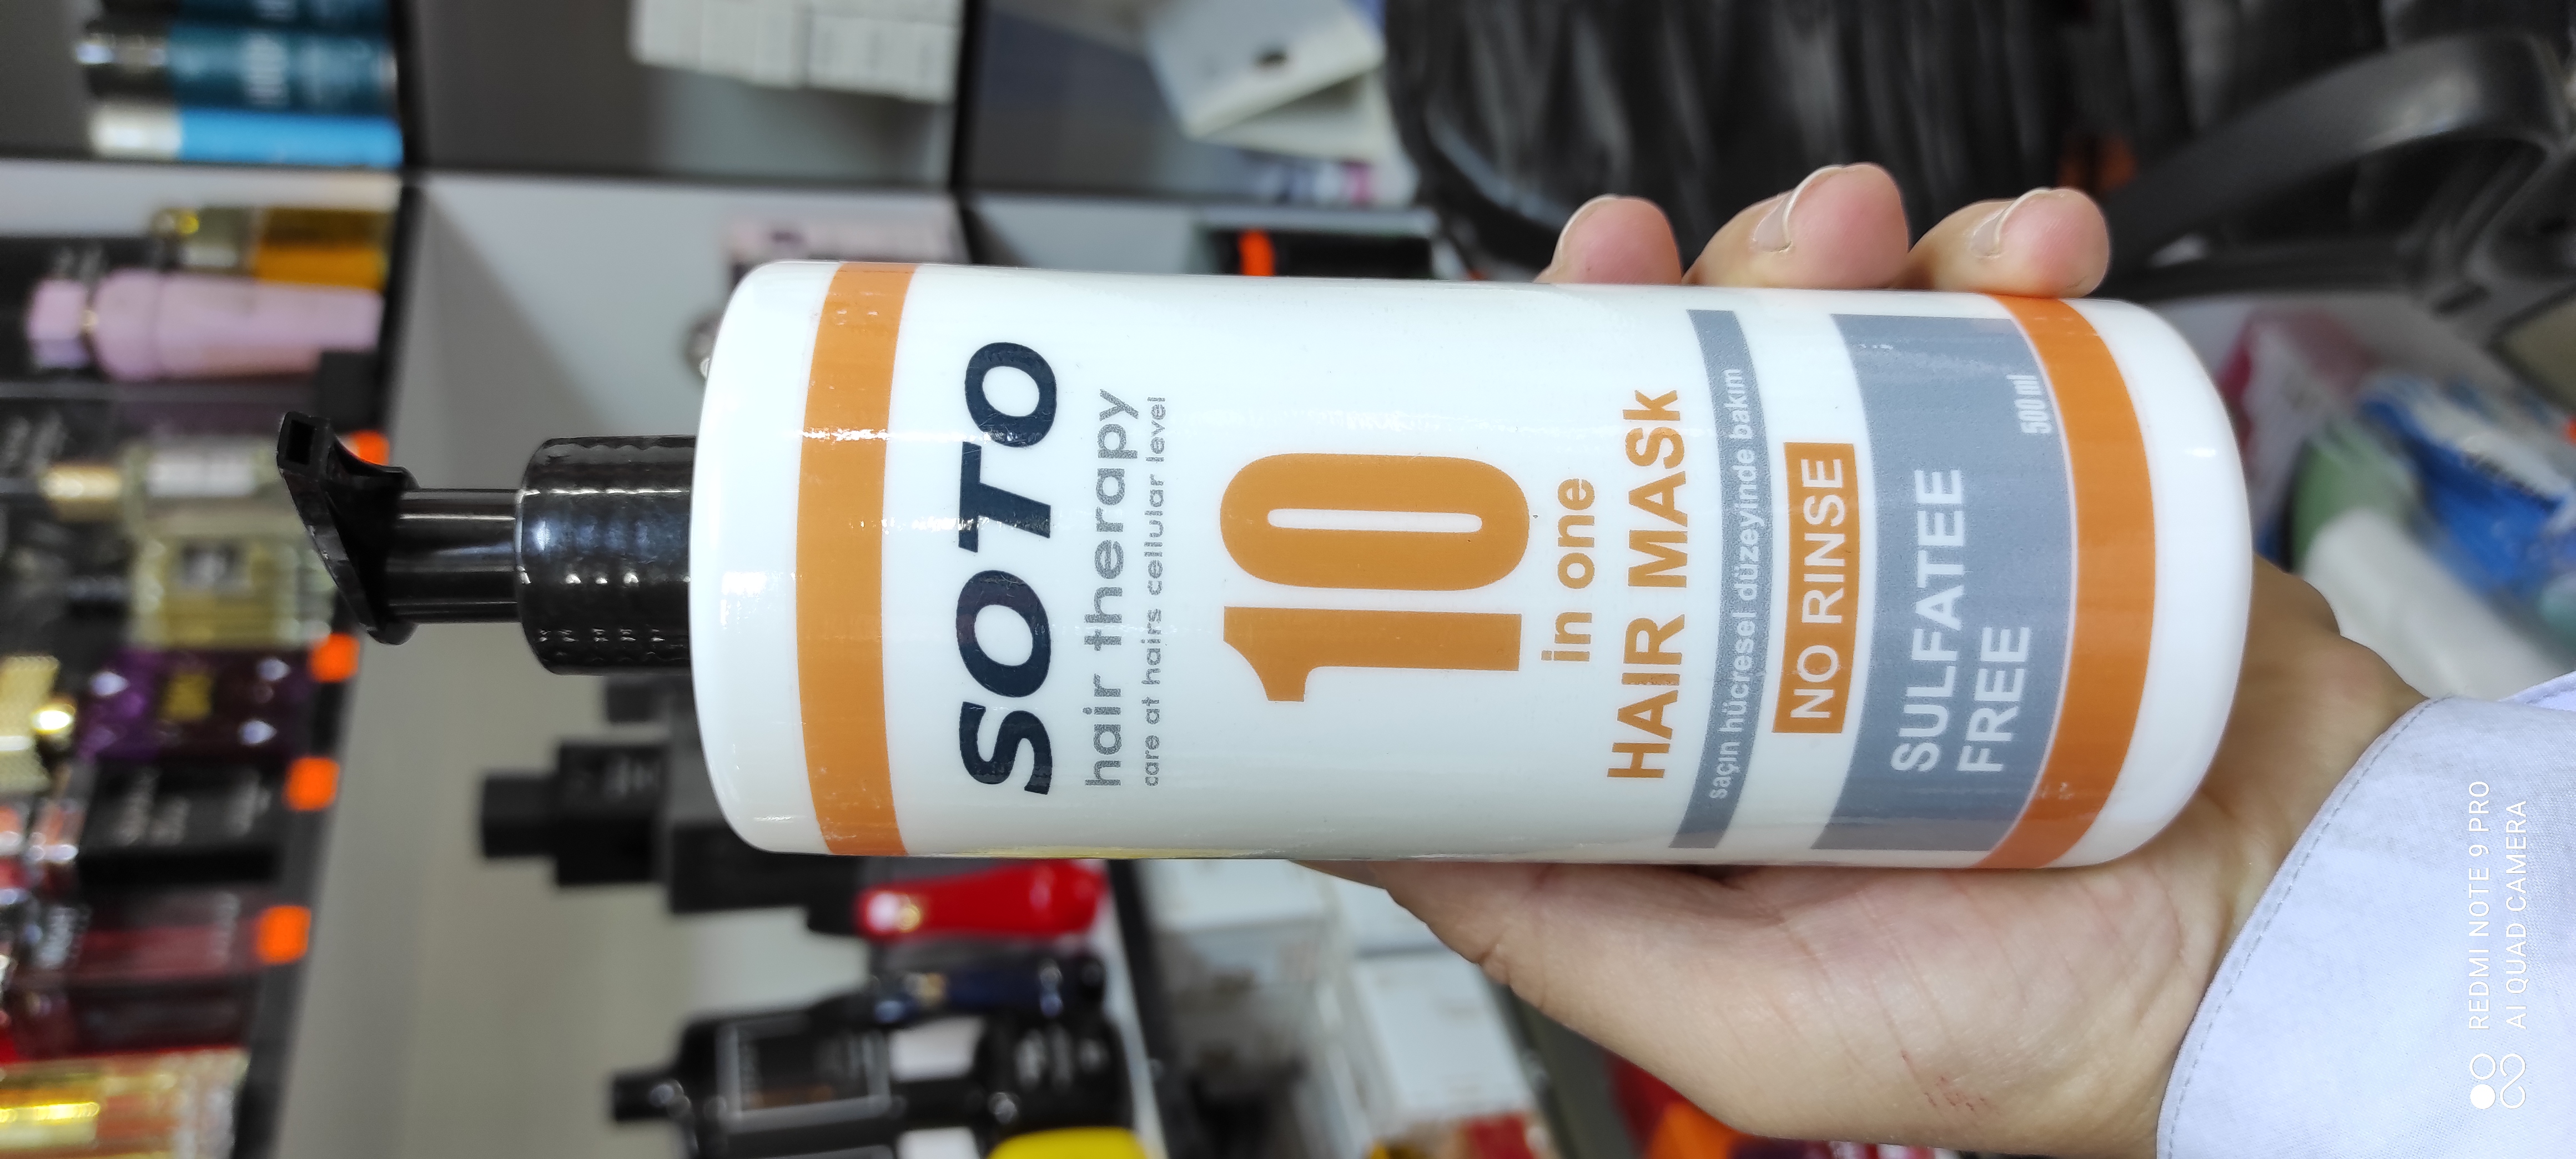 SOTO
hair therapy
care at hairs cellular level
10
in one
HAIR MASk
saçın hücresel düzeyinde bakım
NO RINSE
SULFATEE
FREE
500 ml
REDMI NOTE 9 PRO
AI QUAD CAMERA